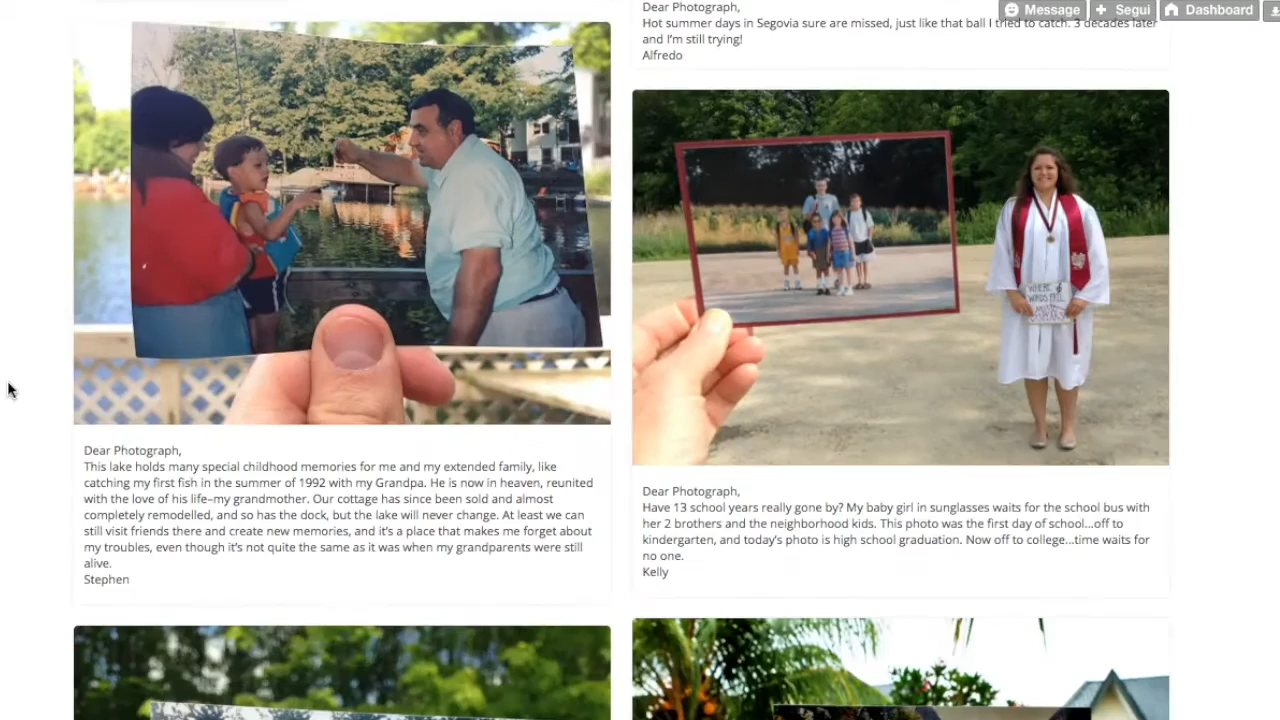 Dear Photograph,
Hot summer days in Segovia sure are missed, just like that ball I tried to catch. 3 decades later
and I'm still trying!
Alfredo
Message
Segui
Dashboard
Dear Photograph,
This lake holds many special childhood memories for me and my extended family, like
catching my first fish in the summer of 1992 with my Grandpa. He is now in heaven, reunited
with the love of his life–my grandmother. Our cottage has since been sold and almost
completely remodelled, and so has the dock, but the lake will never change. At least we can
still visit friends there and create new memories, and it's a place that makes me forget about
my troubles, even though it's not quite the same as it was when my grandparents were still
alive.
Stephen
WHERE
WORDS FAIL
Dear Photograph,
Have 13 school years really gone by? My baby girl in sunglasses waits for the school bus with
her 2 brothers and the neighborhood kids. This photo was the first day of school...off to
kindergarten, and today's photo is high school graduation. Now off to college...time waits for
no one.
Kelly